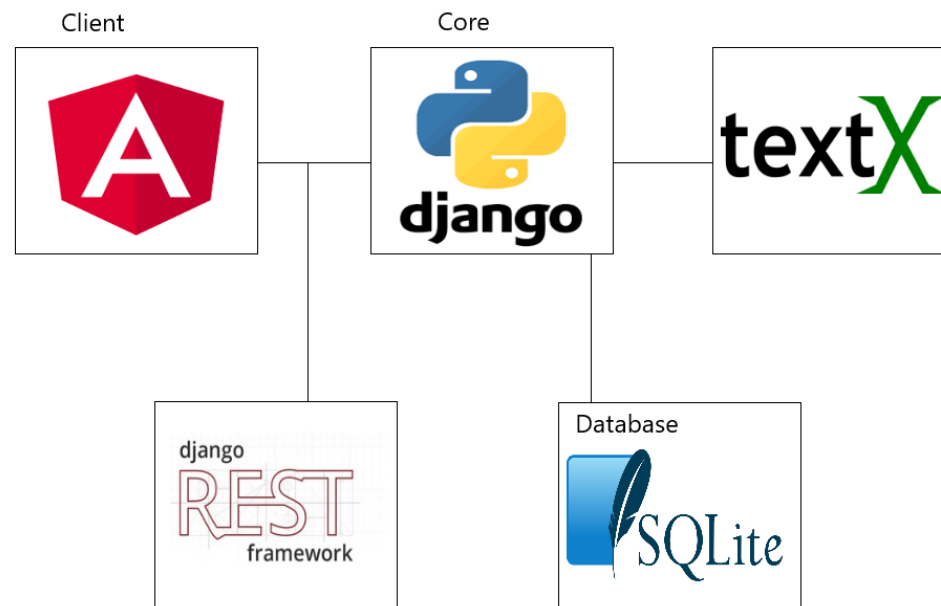 Client
Core
A
django
textX
django
REST
framework
Database
SQLite